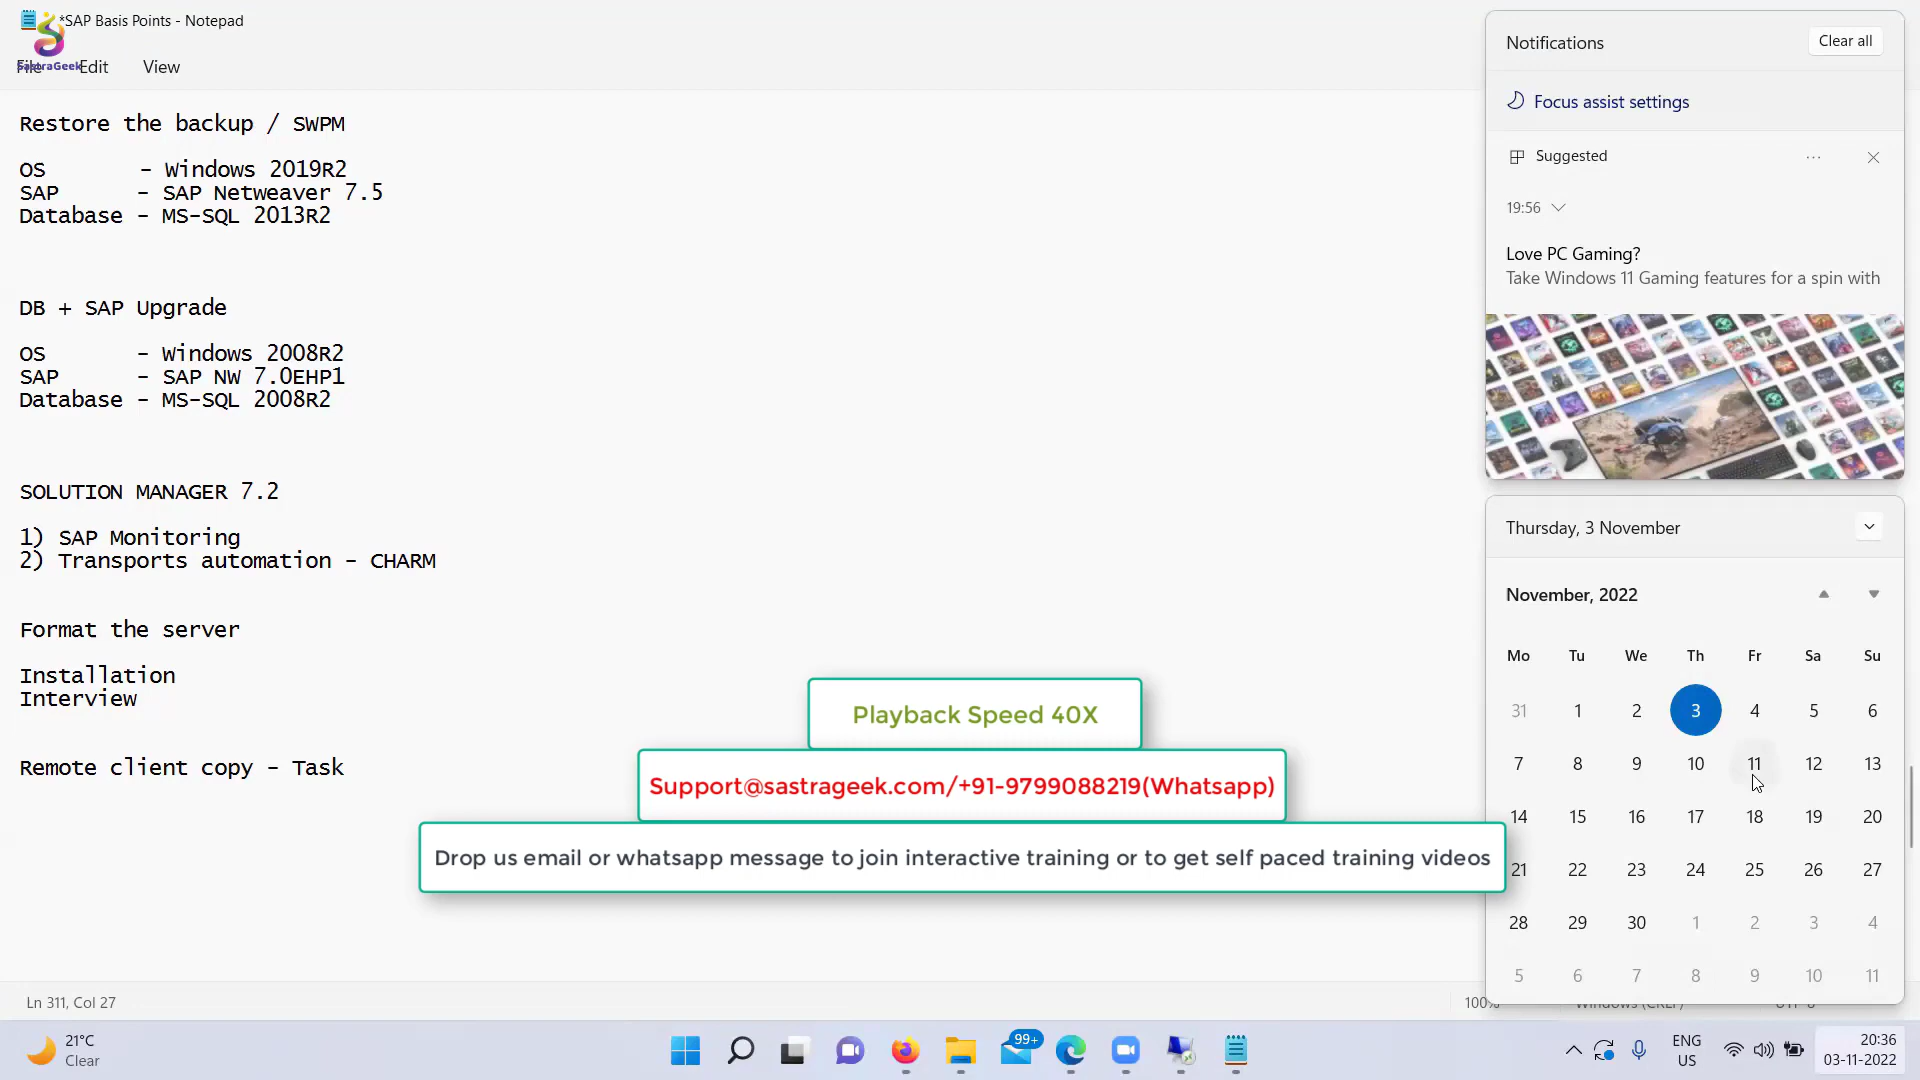 *SAP Basis Points - Notepad
SastraGeek
File Edit View
Restore the backup / SWPM
OS - Windows 2019R2
SAP - SAP Netweaver 7.5
Database - MS-SQL 2013R2
DB + SAP Upgrade
OS - Windows 2008R2
SAP - SAP NW 7.0EHP1
Database - MS-SQL 2008R2
SOLUTION MANAGER 7.2
1) SAP Monitoring
2) Transports automation - CHARM
Format the server
Installation
Interview
Remote client copy - Task
Playback Speed 40X
Support@sastrageek.com/+91-9799088219(Whatsapp)
Drop us email or whatsapp message to join interactive training or to get self paced training videos
Notifications Clear all
Focus assist settings
Suggested
19:56
Love PC Gaming?
Take Windows 11 Gaming features for a spin with
Thursday, 3 November
November, 2022
Mo Tu We Th Fr Sa Su
31 1 2 3 4 5 6
7 8 9 10 11 12 13
14 15 16 17 18 19 20
21 22 23 24 25 26 27
28 29 30 1 2 3 4
5 6 7 8 9 10 11
Ln 311, Col 27 100% Windows (CRLF) UTF-8
21°C
Clear
99+
ENG
US
20:36
03-11-2022